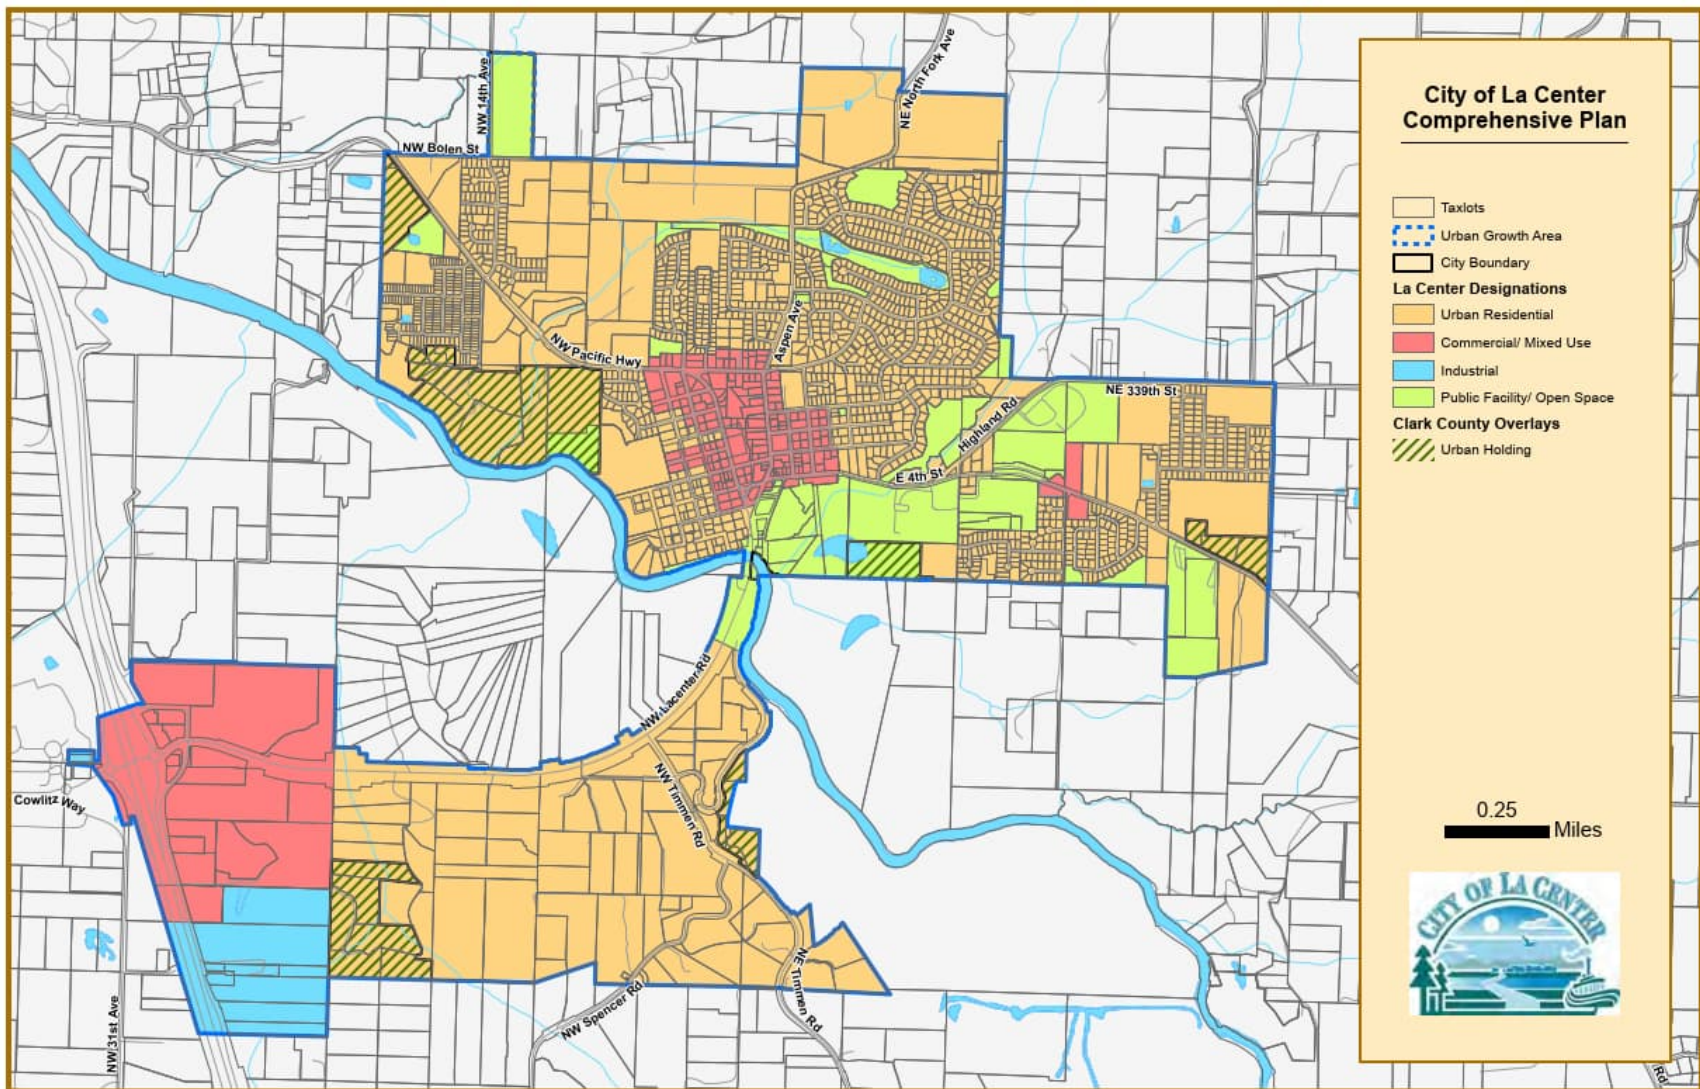 NE North Fork Ave
NW 14th Ave
NW Bolen St
Aspen Ave
NW Pacific Hwy
NE 339th St
Highland Rd
E 4th St
NW Lacenter Rd
NW Timmen Rd
Cowlitz Way
NE Timmen Rd
NW Spencer Rd
NW 31st Ave
Rd
City of La Center
Comprehensive Plan
Taxlots
Urban Growth Area
City Boundary
La Center Designations
Urban Residential
Commercial/ Mixed Use
Industrial
Public Facility/ Open Space
Clark County Overlays
Urban Holding
0.25
Miles
CITY OF LA CENTER